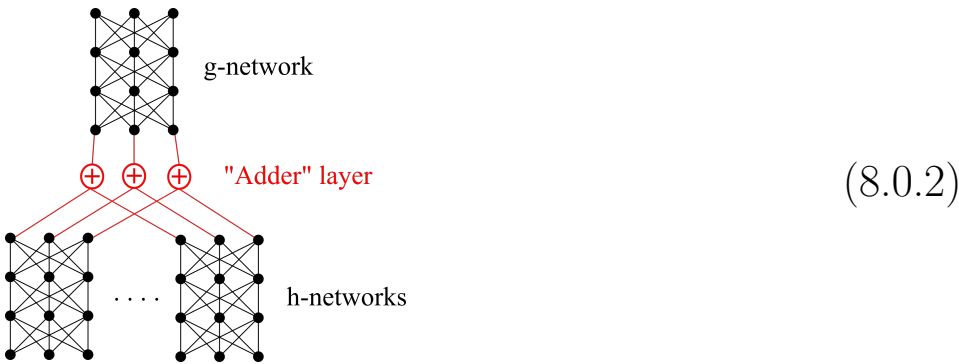 g-network
"Adder" layer
(8.0.2)
....
h-networks